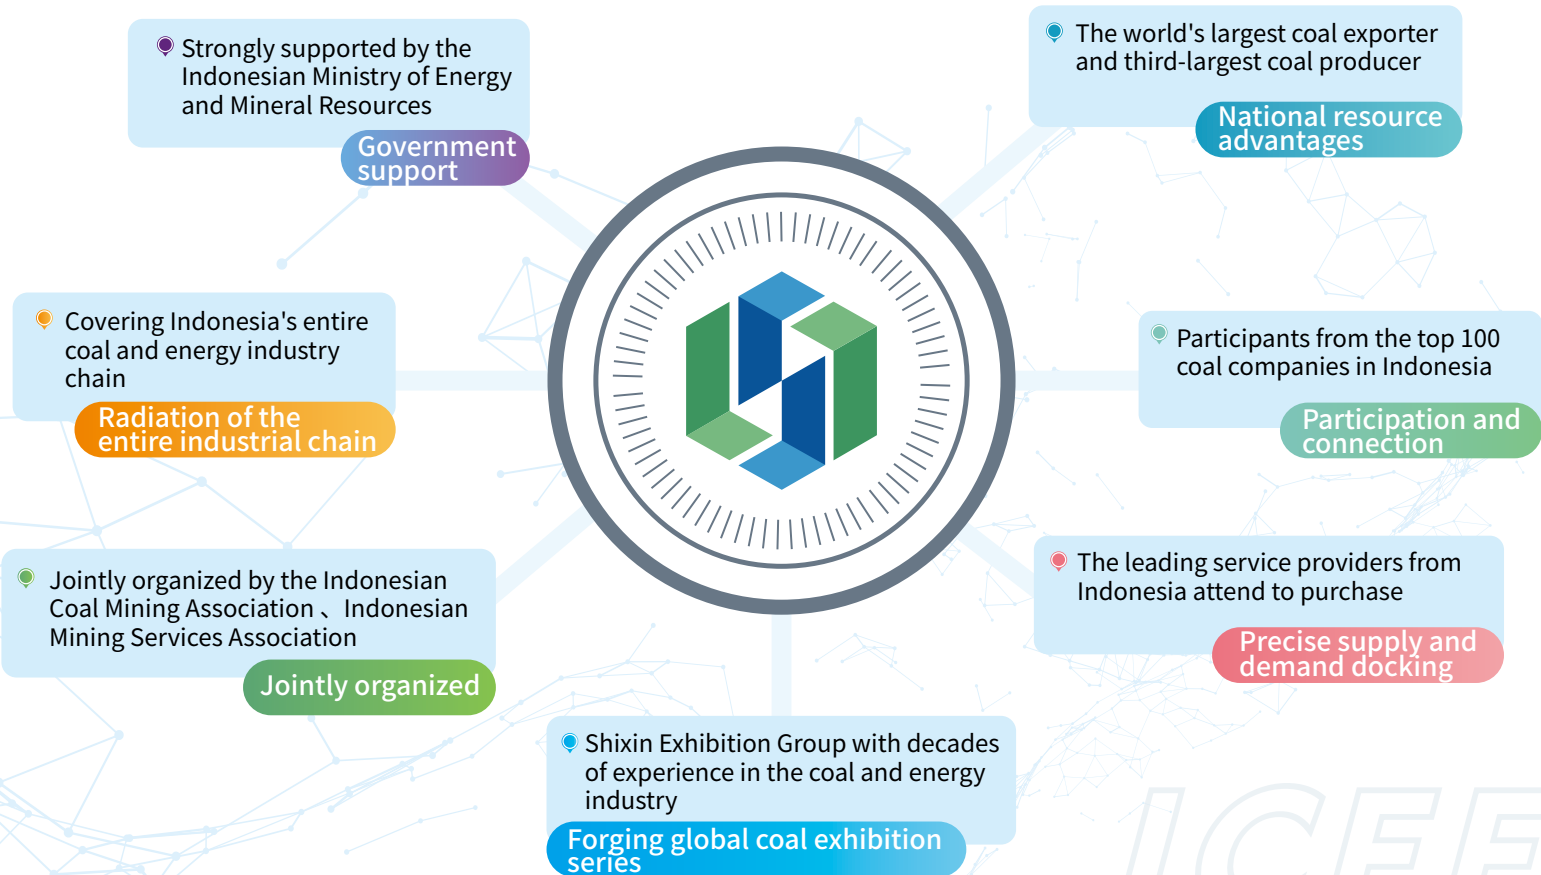 Strongly supported by the
Indonesian Ministry of Energy
and Mineral Resources
Government
support
The world's largest coal exporter
and third-largest coal producer
National resource
advantages
Covering Indonesia's entire
coal and energy industry
chain
Radiation of the
entire industrial chain
Participants from the top 100
coal companies in Indonesia
Participation and
connection
Jointly organized by the Indonesian
Coal Mining Association 、 Indonesian
Mining Services Association
Jointly organized
The leading service providers from
Indonesia attend to purchase
Precise supply and
demand docking
Shixin Exhibition Group with decades
of experience in the coal and energy
industry
Forging global coal exhibition
series